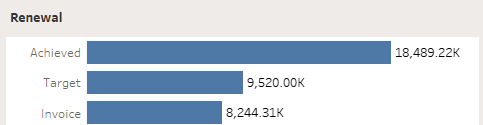 Renewal
Achieved 18,489.22K
Target 9,520.00K
Invoice 8,244.31K